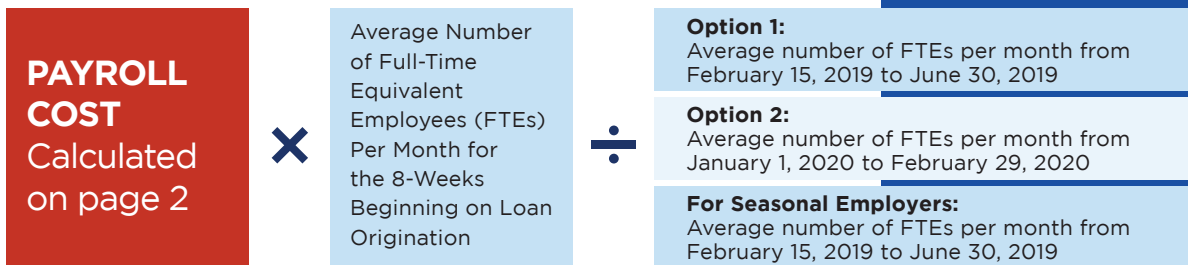 PAYROLL
COST
Calculated
on page 2
×
Average Number
of Full-Time
Equivalent
Employees (FTEs)
Per Month for
the 8-Weeks
Beginning on Loan
Origination
÷
Option 1:
Average number of FTEs per month from
February 15, 2019 to June 30, 2019
Option 2:
Average number of FTEs per month from
January 1, 2020 to February 29, 2020
For Seasonal Employers:
Average number of FTEs per month from
February 15, 2019 to June 30, 2019